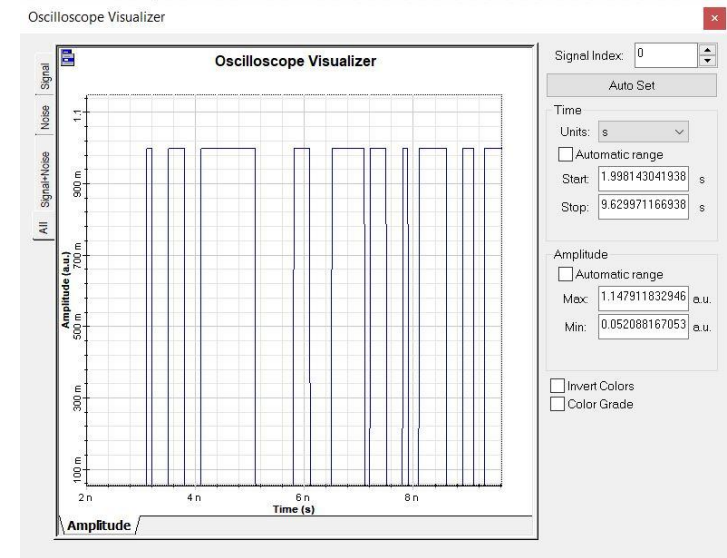 Oscilloscope Visualizer
Signal Index: 0
Auto Set
Time
Units: s
Automatic range
Start: 1.998143041938 s
Stop: 9.629971166938 s
Amplitude
Automatic range
Max: 1.147911832946 a.u.
Min: 0.052088167053 a.u.
Invert Colors
Color Grade
Signal
Noise
Signal+Noise
All
Oscilloscope Visualizer
Amplitude (a.u.)
1.1
900 m
700 m
500 m
300 m
100 m
2 n 4 n 6 n 8 n
Time (s)
Amplitude